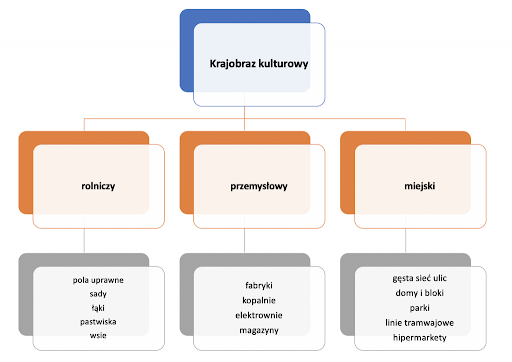 Krajobraz kulturowy
rolniczy
przemysłowy
miejski
pola uprawne
sady
łąki
pastwiska
wsie
fabryki
kopalnie
elektrownie
magazyny
gęsta sieć ulic
domy i bloki
parki
linie tramwajowe
hipermarkety